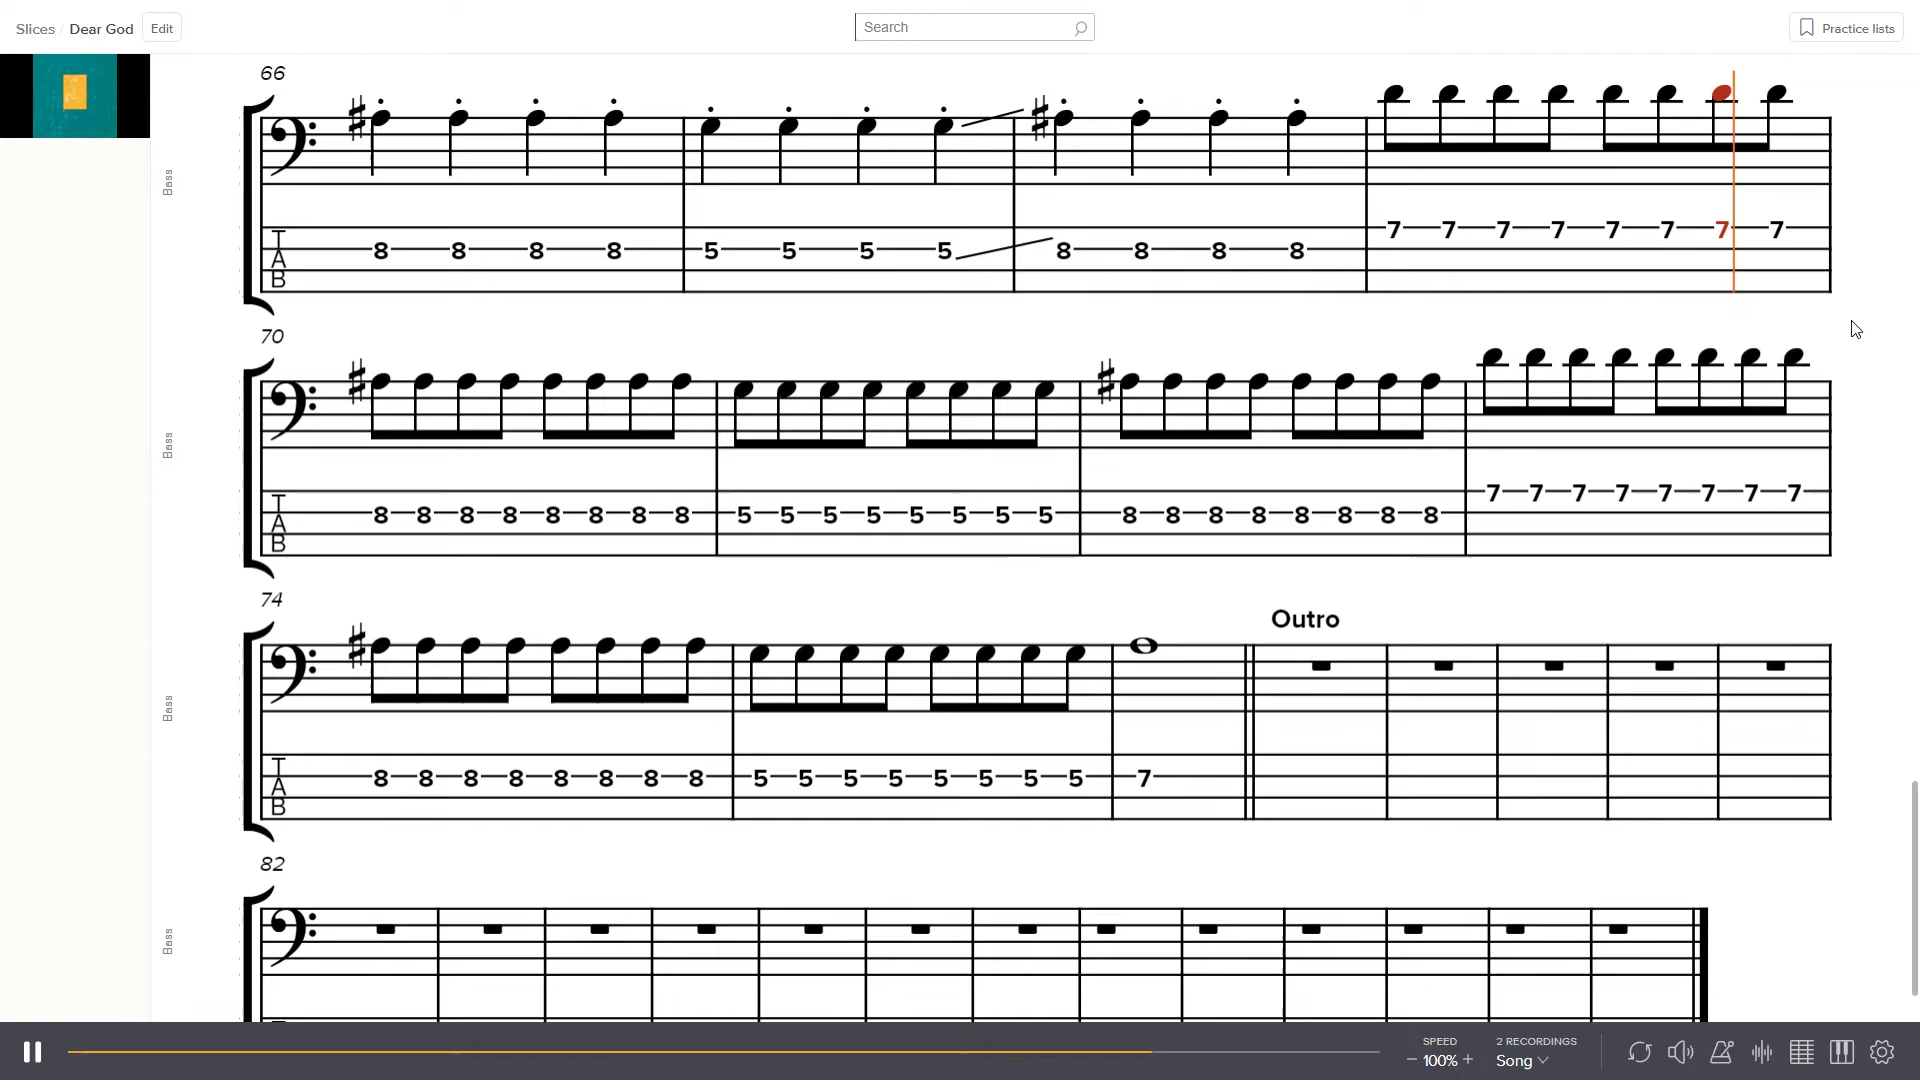 Slices / Dear God Edit Search Practice lists
66
Bass
T
A
B
8 8 8 8 5 5 5 5 8 8 8 8 7 7 7 7 7 7 7 7
70
Bass
T
A
B
8 8 8 8 8 8 8 8 5 5 5 5 5 5 5 5 8 8 8 8 8 8 8 8 7 7 7 7 7 7 7 7
74
Outro
Bass
T
A
B
8 8 8 8 8 8 8 8 5 5 5 5 5 5 5 5 7
82
Bass
SPEED
− 100% +
2 RECORDINGS
Song